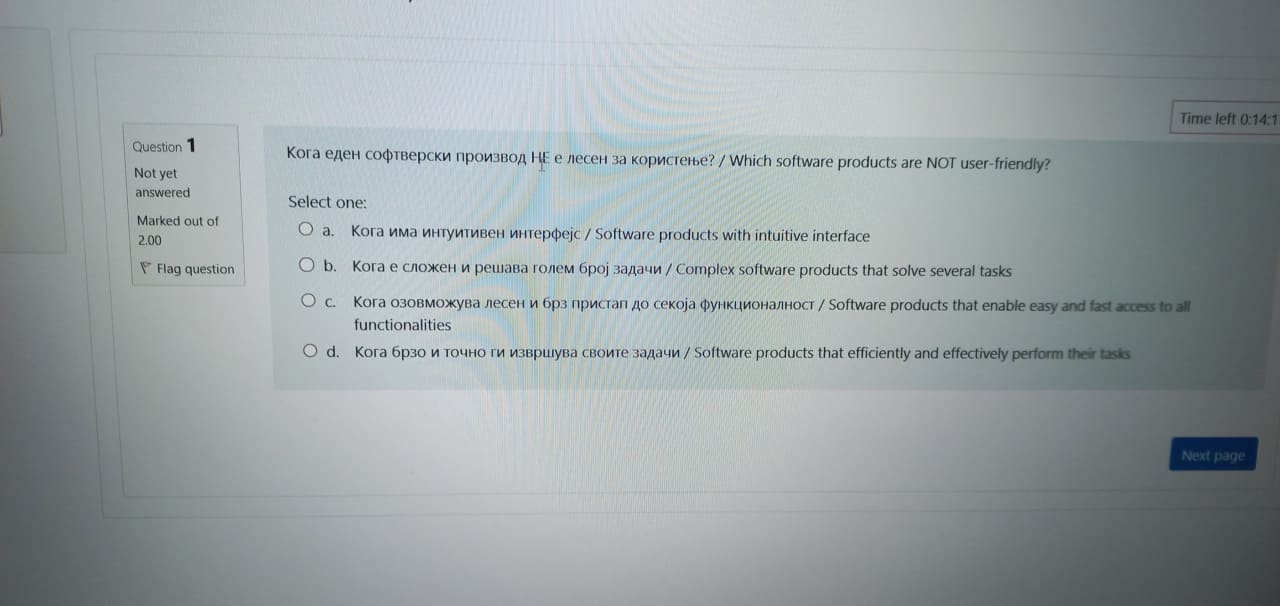 Time left 0:14:1
Question 1
Not yet
answered
Marked out of
2.00
Flag question
Кога еден софтверски производ НЕ е лесен за користење? / Which software products are NOT user-friendly?
Select one:
a. Кога има интуитивен интерфејс / Software products with intuitive interface
b. Кога е сложен и решава голем број задачи / Complex software products that solve several tasks
c. Кога озовможува лесен и брз пристап до секоја функционалност / Software products that enable easy and fast access to all
functionalities
d. Кога брзо и точно ги извршува своите задачи / Software products that efficiently and effectively perform their tasks
Next page